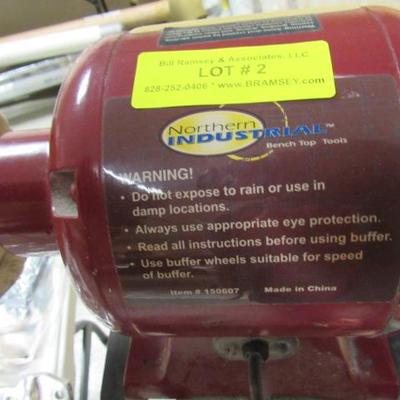 Bill Ramsey & Associates, LLC
LOT # 2
828-252-0406 * www.BRAMSEY.com
Northern
INDUSTRIAL™
Bench Top Tools
WARNING!
• Do not expose to rain or use in
damp locations.
• Always use appropriate eye protection.
• Read all instructions before using buffer.
• Use buffer wheels suitable for speed
of buffer.
Item # 150607 Made in China